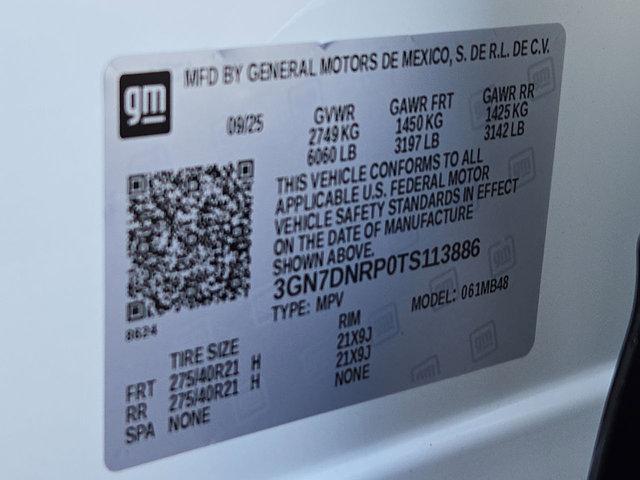 gm
MFD BY GENERAL MOTORS DE MEXICO, S. DE R.L. DE C.V.
09/25 GVWR GAWR FRT GAWR RR
2749 KG 1450 KG 1425 KG
6060 LB 3197 LB 3142 LB
THIS VEHICLE CONFORMS TO ALL
APPLICABLE U.S. FEDERAL MOTOR
VEHICLE SAFETY STANDARDS IN EFFECT
ON THE DATE OF MANUFACTURE
SHOWN ABOVE.
3GN7DNRP0TS113886
TYPE: MPV MODEL: 061MB48
8624
TIRE SIZE RIM
FRT 275/40R21 H 21X9J
RR 275/40R21 H 21X9J
SPA NONE NONE